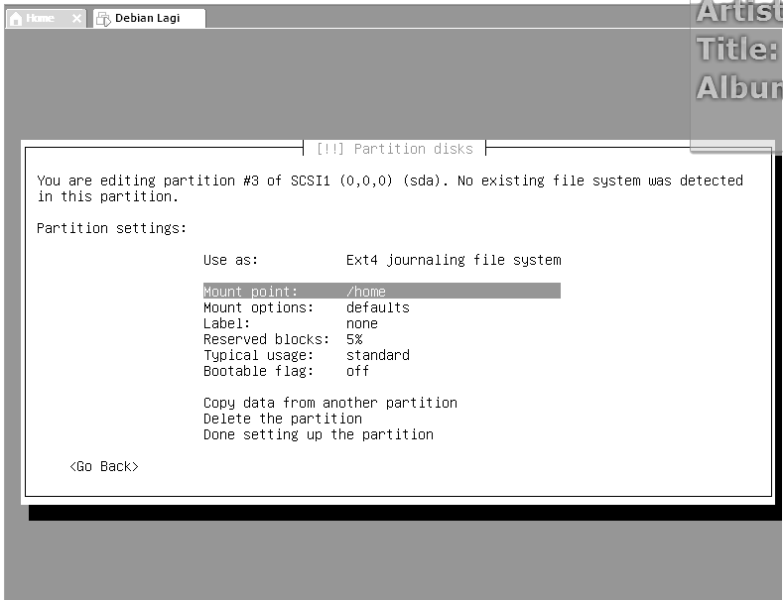 Home
Debian Lagi
Artist
Title:
Album
[!!] Partition disks
You are editing partition #3 of SCSI1 (0,0,0) (sda). No existing file system was detected
in this partition.
Partition settings:
Use as: Ext4 journaling file system
Mount point: /home
Mount options: defaults
Label: none
Reserved blocks: 5%
Typical usage: standard
Bootable flag: off
Copy data from another partition
Delete the partition
Done setting up the partition
<Go Back>